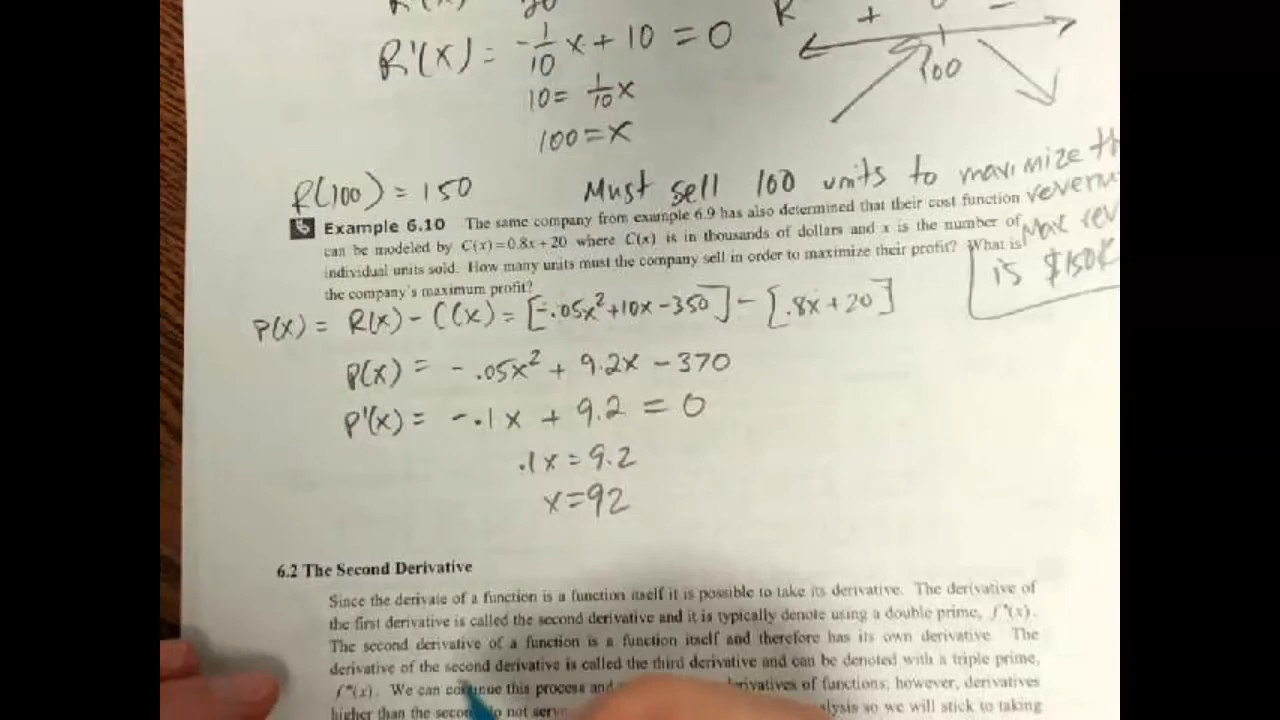 R'(x) = -1/10 x + 10 = 0
+ -
100
10 = 1/10 x
100 = x
R(100) = 150 Must sell 100 units to maximize
Example 6.10 The same company from example 6.9 has also determined that their cost function
can be modeled by C(x)=0.8x+20 where C(x) is in thousands of dollars and x is the number of
individual units sold. How many units must the company sell in order to maximize their profit? What is
the company's maximum profit?
Max
is $150K
P(x) = R(x) - C(x) = [-.05x²+10x-350] - [.8x+20]
P(x) = -.05x² + 9.2x - 370
P'(x) = -.1x + 9.2 = 0
.1x = 9.2
x = 92
6.2 The Second Derivative
Since the derivate of a function is a function itself it is possible to take its derivative. The derivative of
the first derivative is called the second derivative and it is typically denote using a double prime, f''(x).
The second derivative of a function is a function itself and therefore has its own derivative The
derivative of the second derivative is called the third derivative and can be denoted with a triple prime,
f'''(x). We can continue this process and derivatives of functions; however, derivatives
higher than the second do not so we will stick to taking